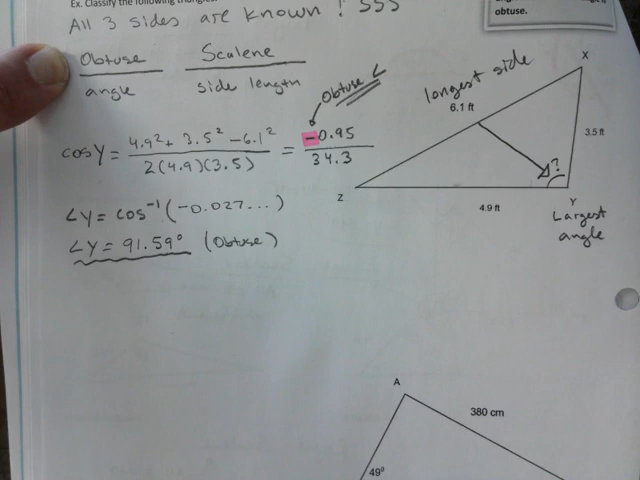 Ex. Classify the following triangles.
All 3 sides are known! SSS
obtuse.
Obtuse Scalene
angle side length
Obtuse ∠
cosY = 4.9² + 3.5² - 6.1² / 2(4.9)(3.5) = -0.95 / 34.3
∠Y = cos⁻¹(-0.027...)
∠Y = 91.59° (Obtuse)
longest side
6.1 ft
X
3.5 ft
?
Z
Y
4.9 ft
Largest
angle
A
380 cm
49°